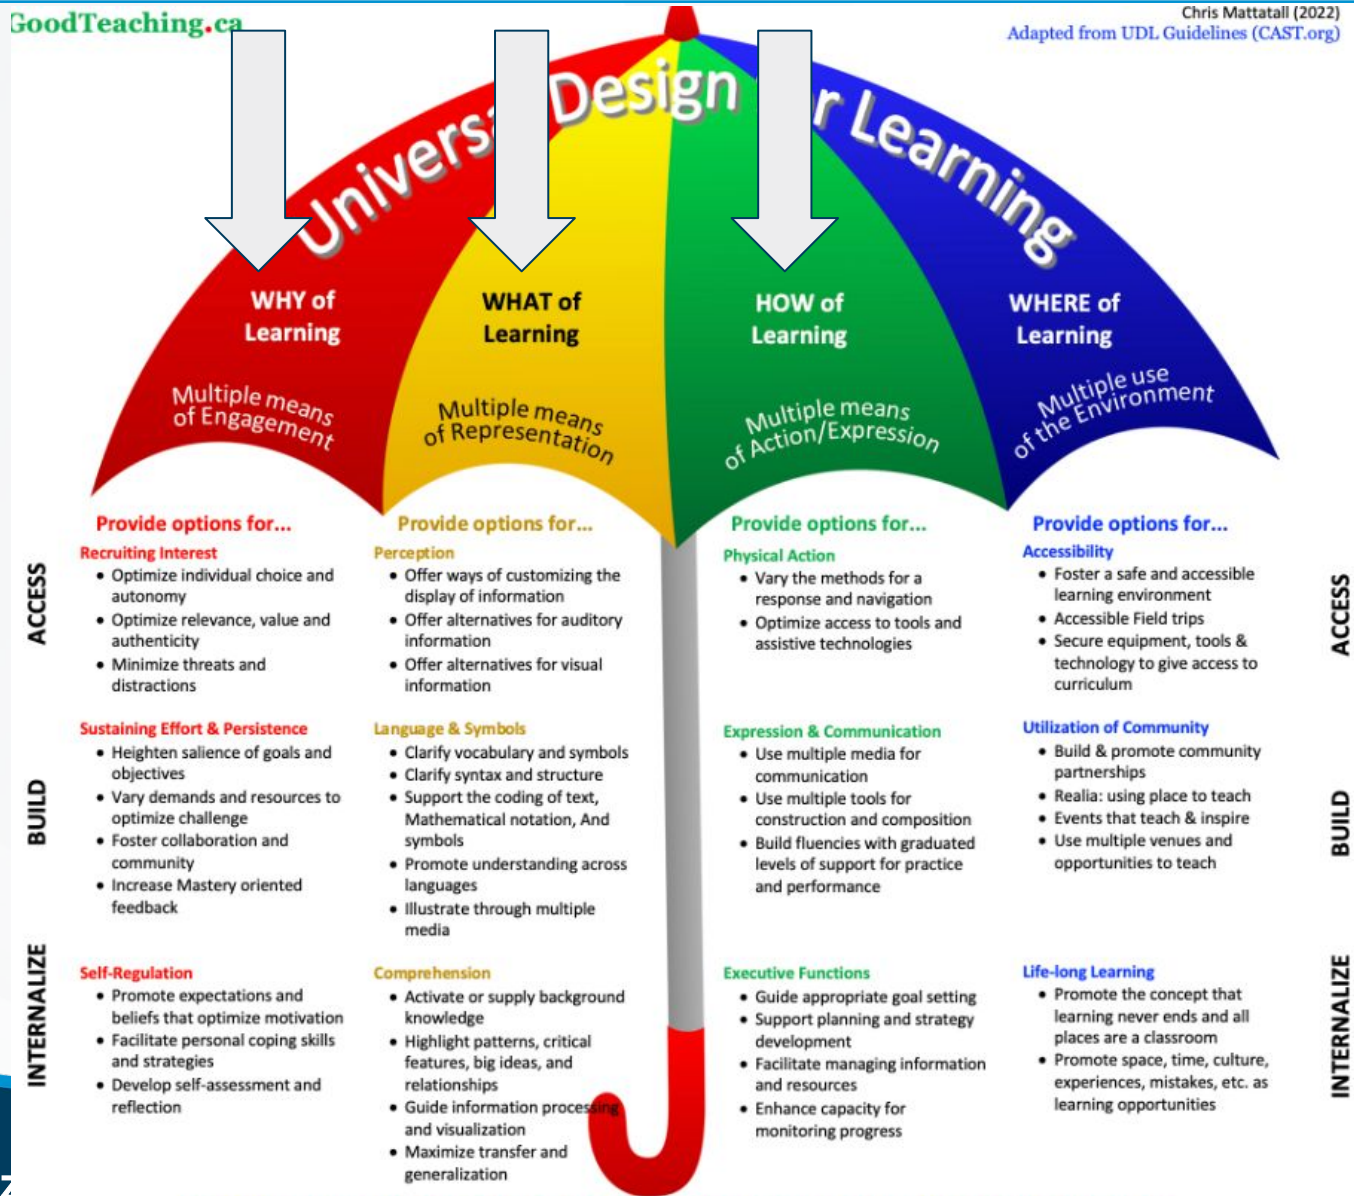 GoodTeaching.ca
Chris Mattatall (2022)
Adapted from UDL Guidelines (CAST.org)
Design Learning
WHY of
Learning
Multiple means
of Engagement
WHAT of
Learning
Multiple means
of Representation
HOW of
Learning
Multiple means
of Action/Expression
WHERE of
Learning
Multiple use
of the Environment
ACCESS
BUILD
INTERNALIZE
Provide options for...
Recruiting Interest
• Optimize individual choice and
autonomy
• Optimize relevance, value and
authenticity
• Minimize threats and
distractions
Sustaining Effort & Persistence
• Heighten salience of goals and
objectives
• Vary demands and resources to
optimize challenge
• Foster collaboration and
community
• Increase Mastery oriented
feedback
Self-Regulation
• Promote expectations and
beliefs that optimize motivation
• Facilitate personal coping skills
and strategies
• Develop self-assessment and
reflection
Provide options for...
Perception
• Offer ways of customizing the
display of information
• Offer alternatives for auditory
information
• Offer alternatives for visual
information
Language & Symbols
• Clarify vocabulary and symbols
• Clarify syntax and structure
• Support the coding of text,
Mathematical notation, And
symbols
• Promote understanding across
languages
• Illustrate through multiple
media
Comprehension
• Activate or supply background
knowledge
• Highlight patterns, critical
features, big ideas, and
relationships
• Guide information processing
and visualization
• Maximize transfer and
generalization
Provide options for...
Physical Action
• Vary the methods for a
response and navigation
• Optimize access to tools and
assistive technologies
Expression & Communication
• Use multiple media for
communication
• Use multiple tools for
construction and composition
• Build fluencies with graduated
levels of support for practice
and performance
Executive Functions
• Guide appropriate goal setting
• Support planning and strategy
development
• Facilitate managing information
and resources
• Enhance capacity for
monitoring progress
Provide options for...
Accessibility
• Foster a safe and accessible
learning environment
• Accessible Field trips
• Secure equipment, tools &
technology to give access to
curriculum
Utilization of Community
• Build & promote community
partnerships
• Realia: using place to teach
• Events that teach & inspire
• Use multiple venues and
opportunities to teach
Life-long Learning
• Promote the concept that
learning never ends and all
places are a classroom
• Promote space, time, culture,
experiences, mistakes, etc. as
learning opportunities
ACCESS
BUILD
INTERNALIZE